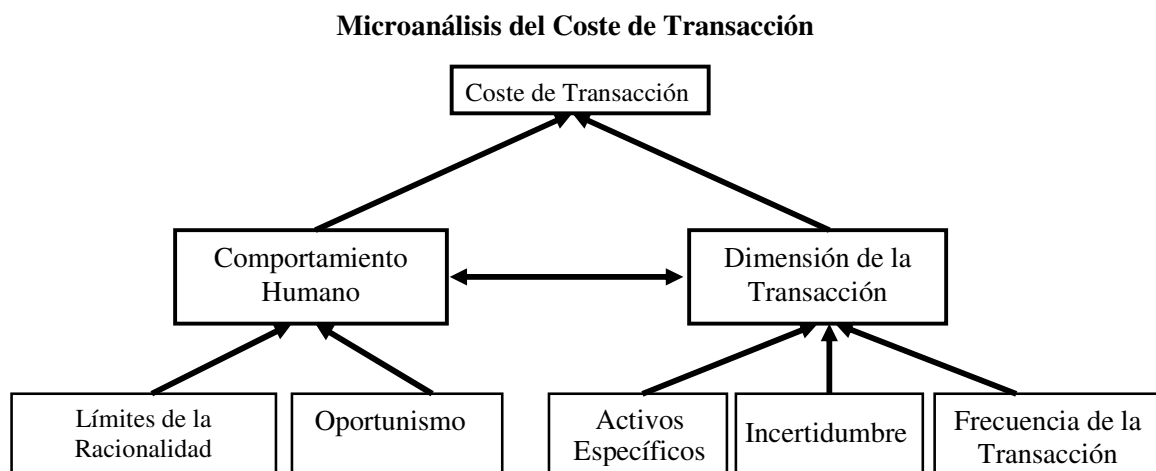 Microanálisis del Coste de Transacción
Coste de Transacción
Comportamiento
Humano
Dimensión de la
Transacción
Límites de la
Racionalidad
Oportunismo
Activos
Específicos
Incertidumbre
Frecuencia de la
Transacción